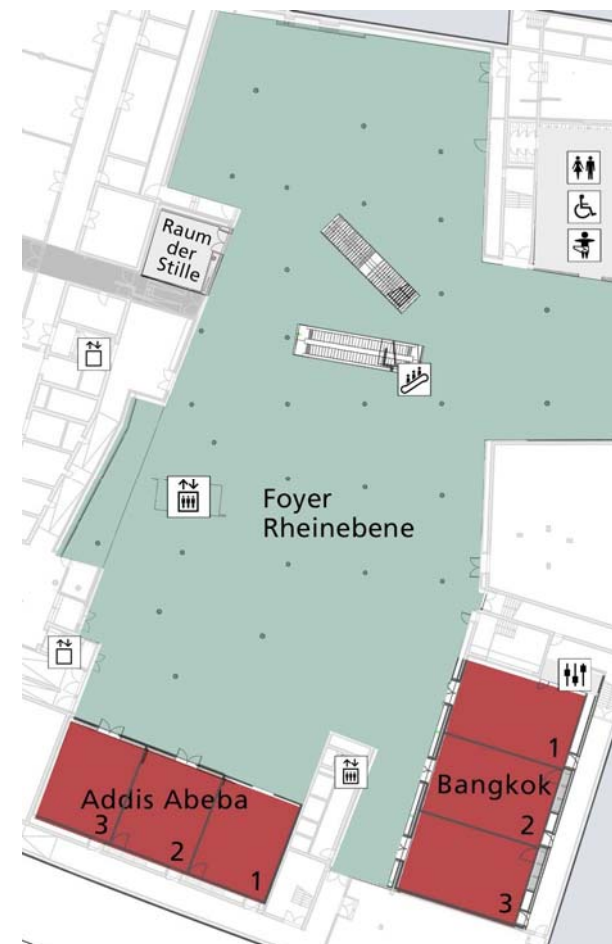 Raum
der
Stille
Foyer
Rheinebene
1
Bangkok
2
3
Addis Abeba
3
2
1